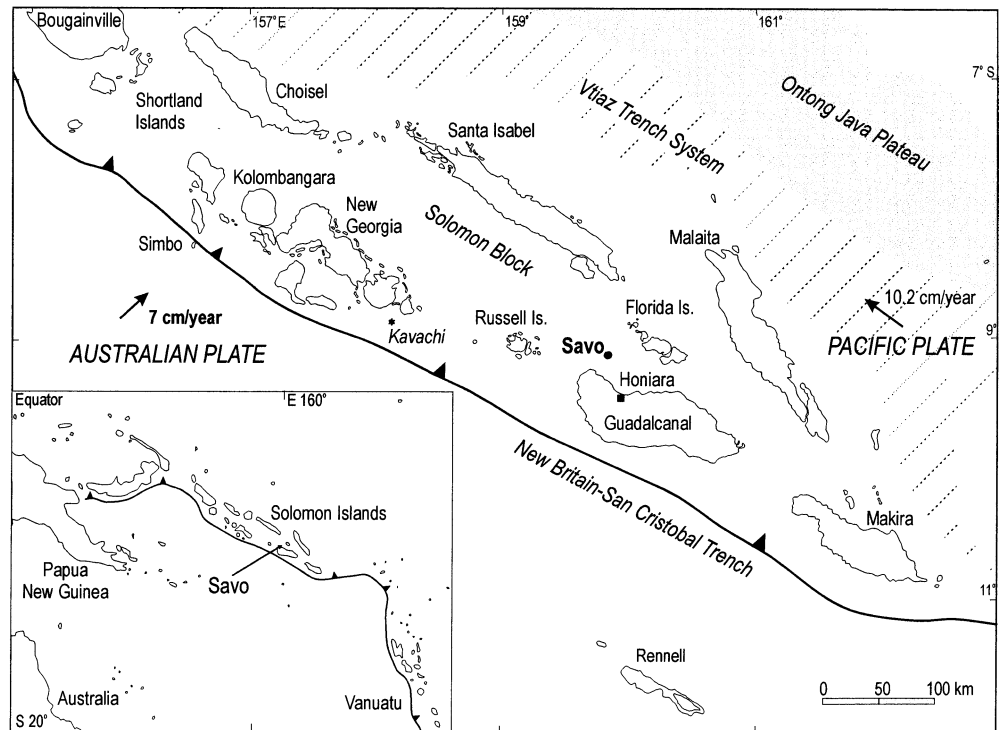 Bougainville
157°E
159°
161°
7° S
Choisel
Shortland
Islands
Vtiaz Trench System
Ontong Java Plateau
Santa Isabel
Kolombangara
New
Georgia
Solomon Block
Malaita
Simbo
7 cm/year
10,2 cm/year
AUSTRALIAN PLATE
Kavachi
Russell Is.
Florida Is.
9°
Savo
PACIFIC PLATE
Honiara
Guadalcanal
New Britain-San Cristobal Trench
Makira
11°
Rennell
0 50 100 km
Equator
E 160°
Solomon Islands
Papua
New Guinea
Savo
Australia
Vanuatu
S 20°